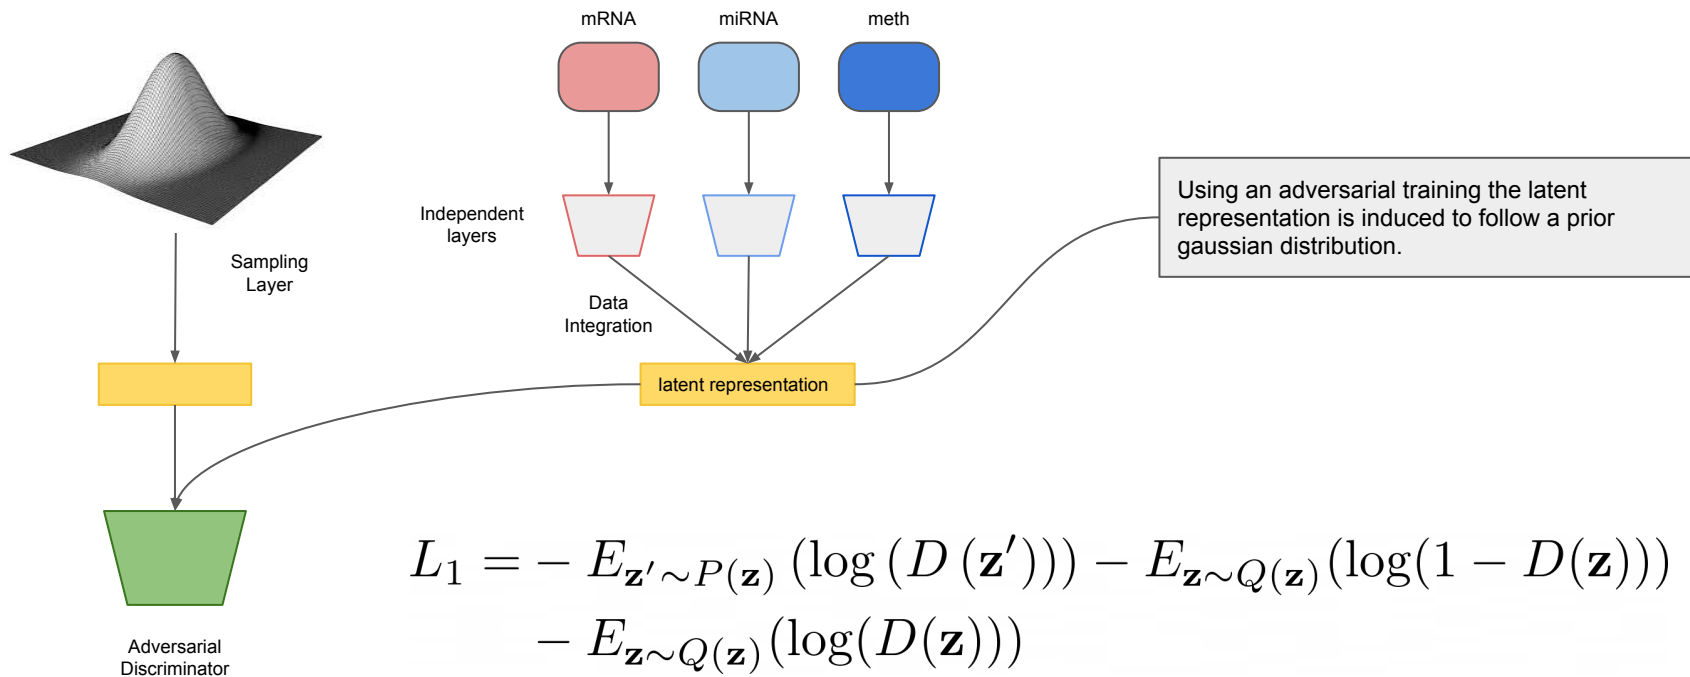 mRNA
miRNA
meth
Independent
layers
Using an adversarial training the latent
representation is induced to follow a prior
gaussian distribution.
Sampling
Layer
Data
Integration
latent representation
L₁ = − E_{𝐳′∼P(𝐳)} (log (D (𝐳′))) − E_{𝐳∼Q(𝐳)}(log(1 − D(𝐳)))
− E_{𝐳∼Q(𝐳)}(log(D(𝐳)))
Adversarial
Discriminator